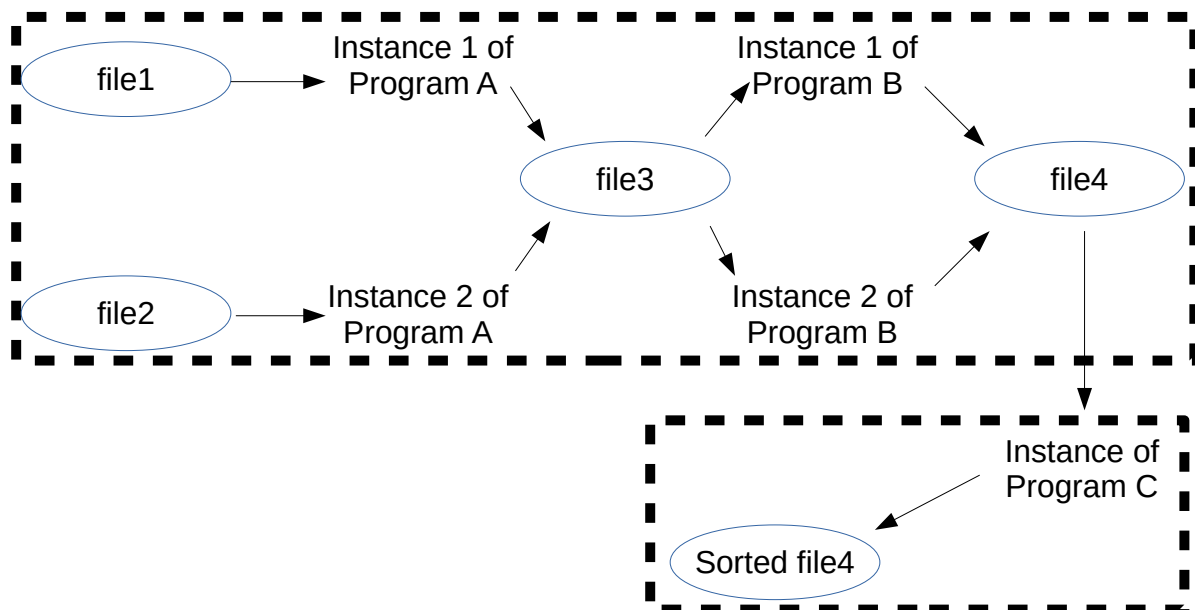 file1
Instance 1 of
Program A
Instance 1 of
Program B
file3
file4
file2
Instance 2 of
Program A
Instance 2 of
Program B
Instance of
Program C
Sorted file4